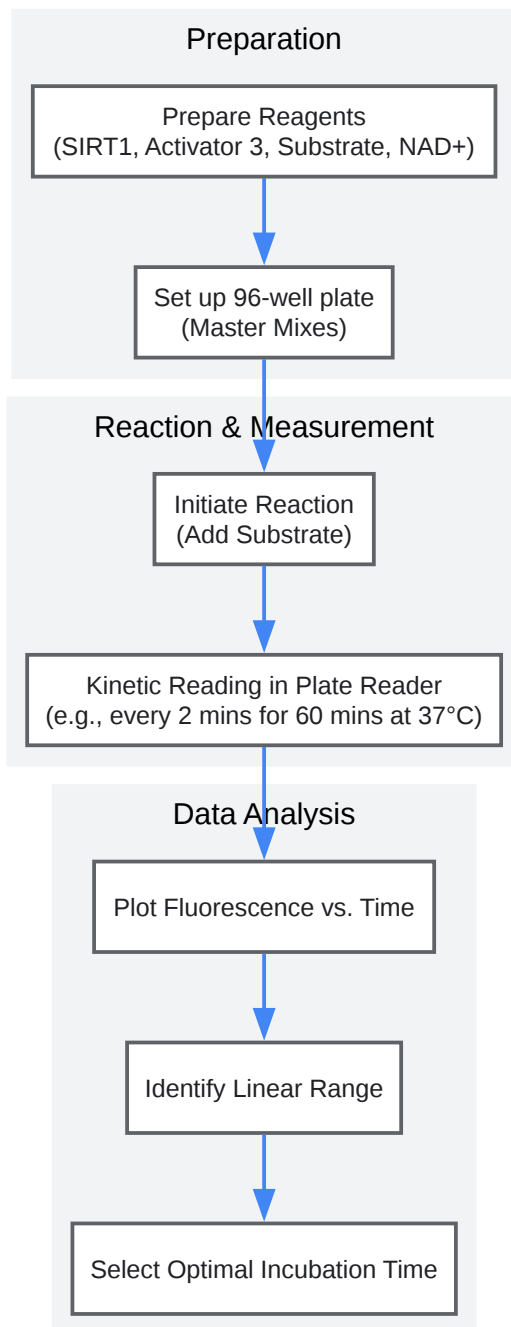 Preparation
Prepare Reagents
(SIRT1, Activator 3, Substrate, NAD+)
Set up 96-well plate
(Master Mixes)
Reaction & Measurement
Initiate Reaction
(Add Substrate)
Kinetic Reading in Plate Reader
(e.g., every 2 mins for 60 mins at 37°C)
Data Analysis
Plot Fluorescence vs. Time
Identify Linear Range
Select Optimal Incubation Time